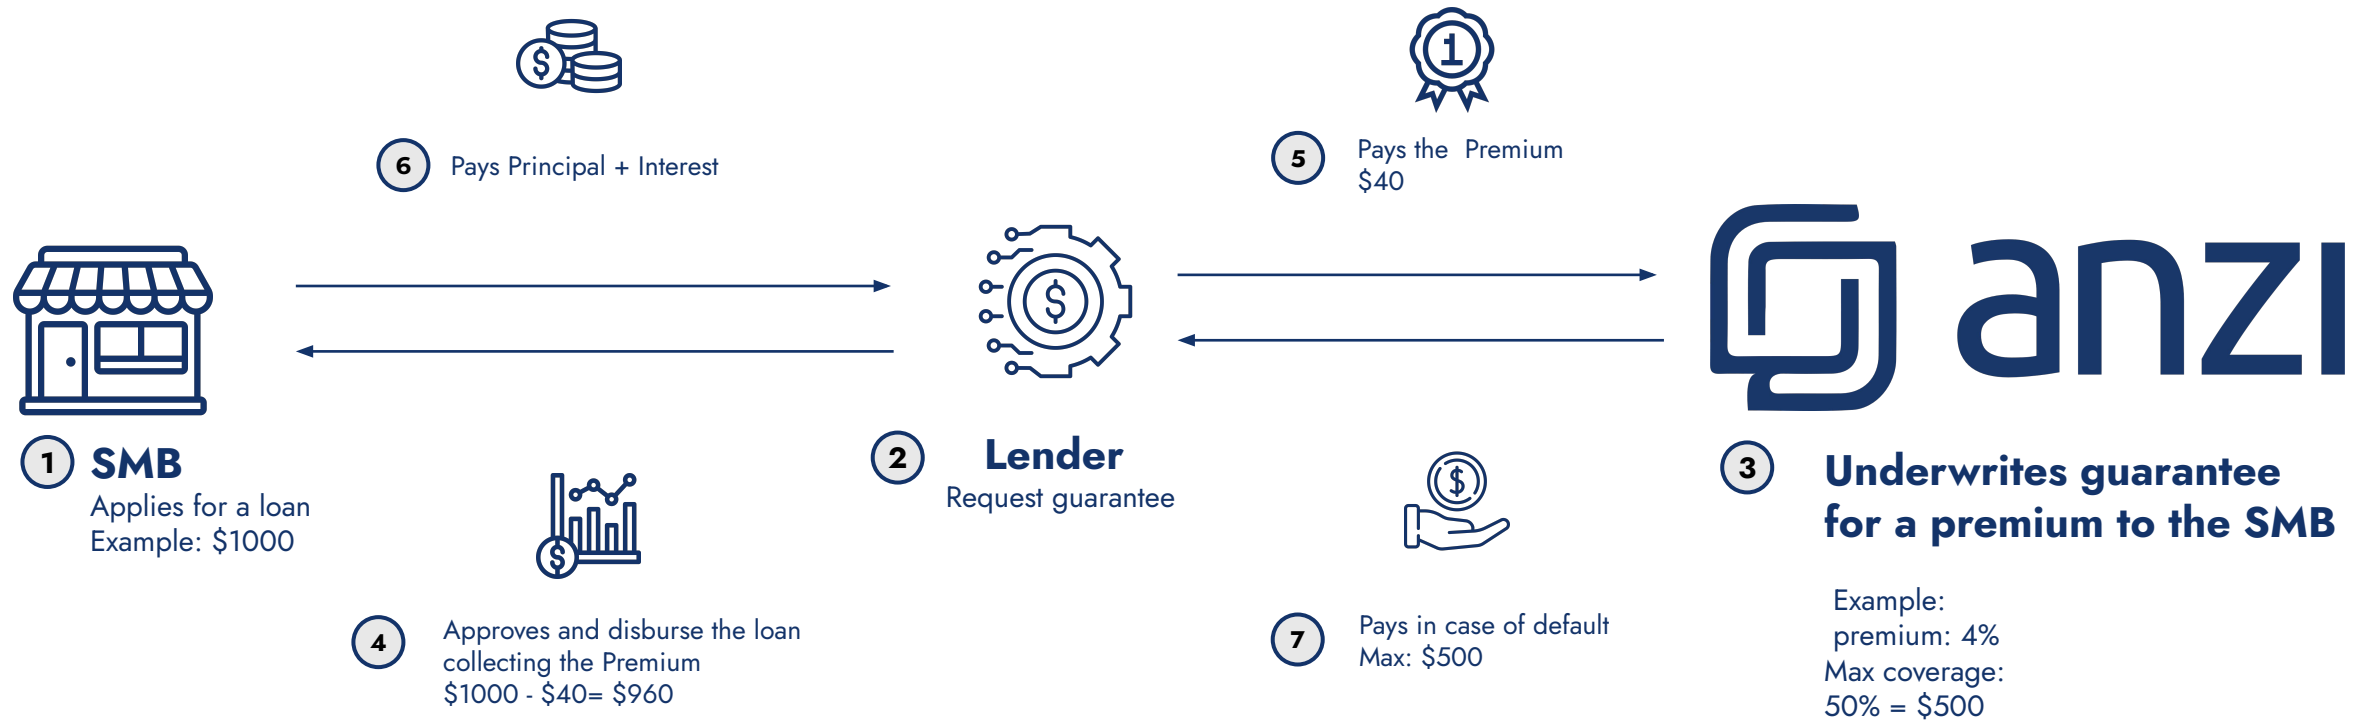 1
6
Pays Principal + Interest
5
Pays the Premium
$40
$
$
anzi
1
SMB
Applies for a loan
Example: $1000
2
Lender
Request guarantee
3
Underwrites guarantee
for a premium to the SMB
$
$
Example:
premium: 4%
Max coverage:
50% = $500
4
Approves and disburse the loan
collecting the Premium
$1000 - $40= $960
7
Pays in case of default
Max: $500